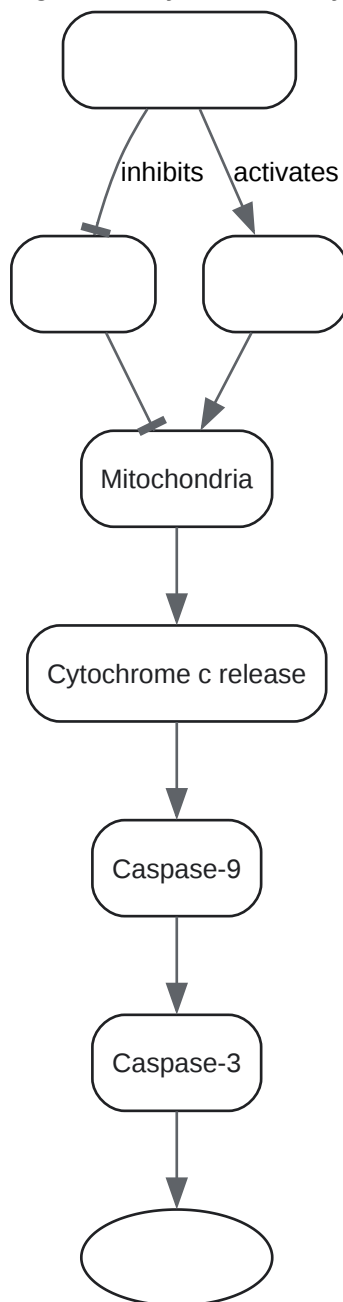 inhibits activates
Mitochondria
Cytochrome c release
Caspase-9
Caspase-3